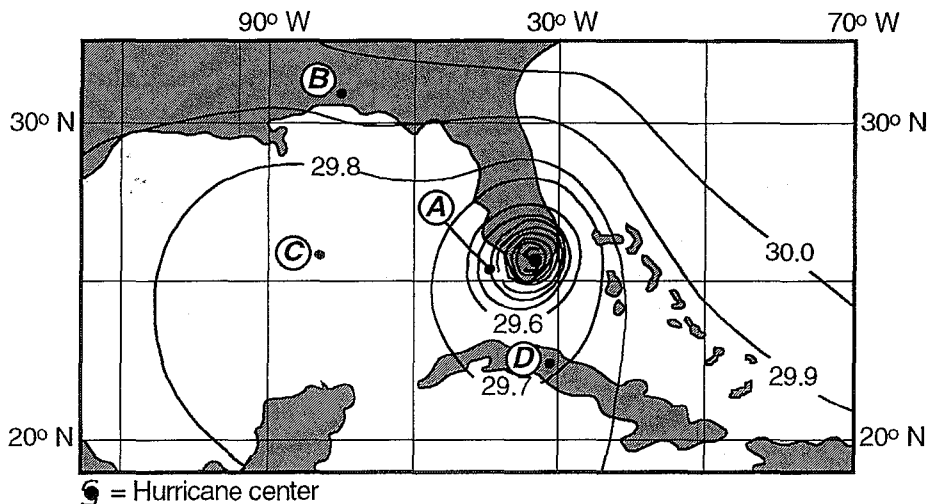 90° W 30° W 70° W
B
30° N 30° N
29.8
A
C
30.0
29.6
D
29.7
29.9
20° N 20° N
= Hurricane center